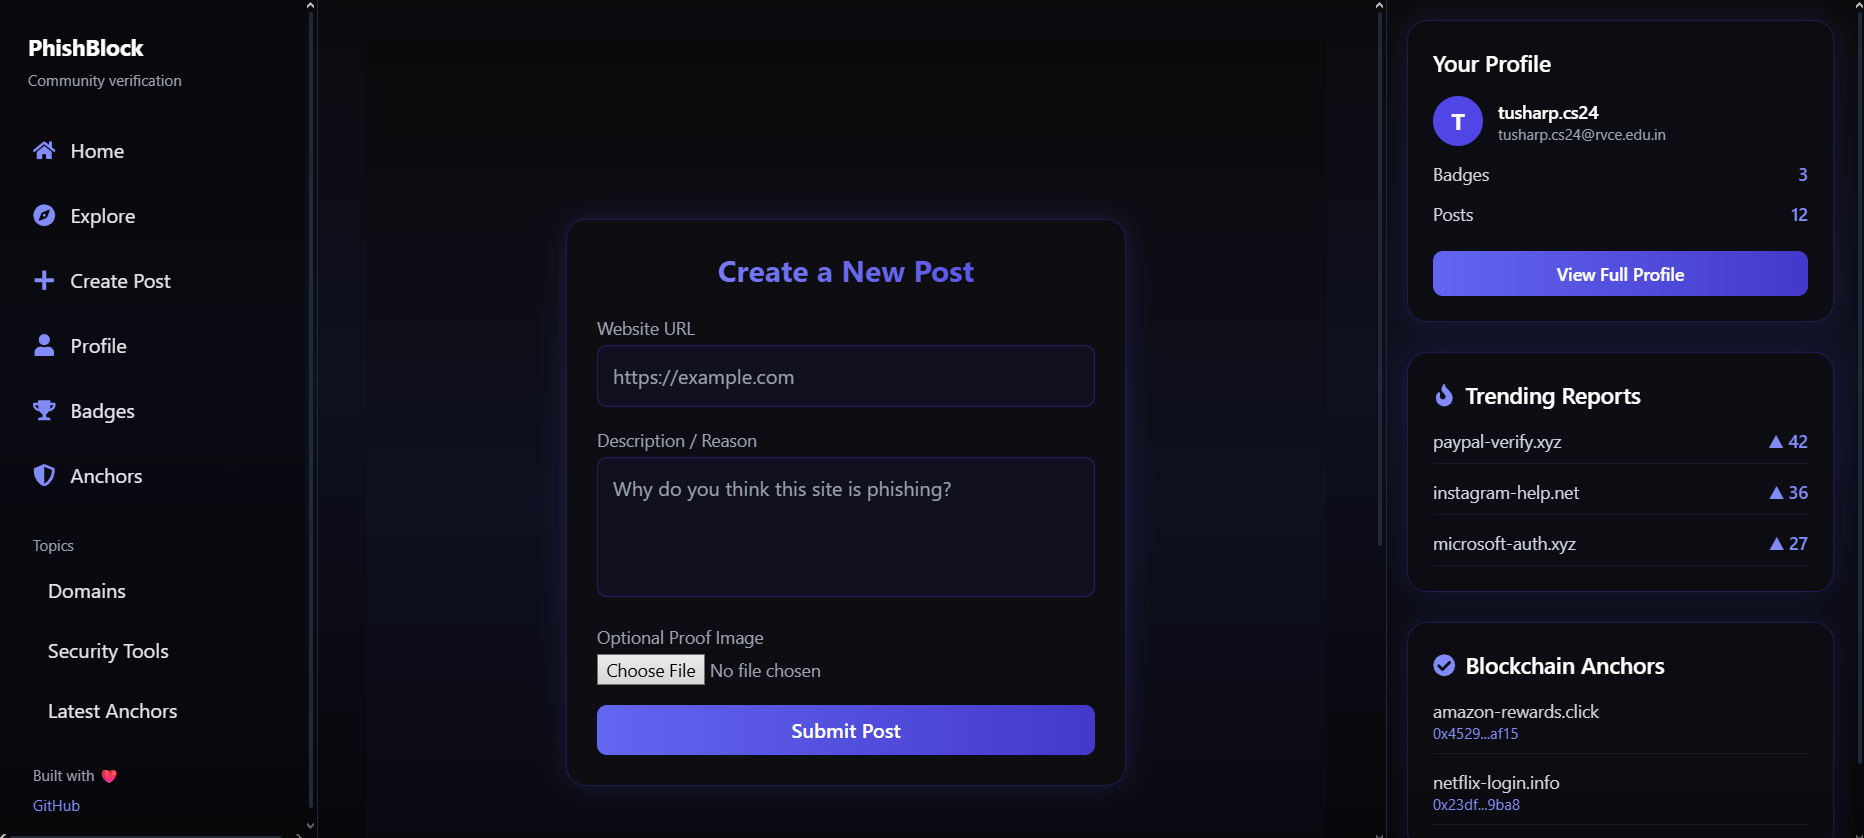 PhishBlock
Community verification
Home
Explore
Create Post
Profile
Badges
Anchors
Topics
Domains
Security Tools
Latest Anchors
Built with
GitHub
Create a New Post
Website URL
https://example.com
Description / Reason
Why do you think this site is phishing?
Optional Proof Image
Choose File No file chosen
Submit Post
Your Profile
T
tusharp.cs24
tusharp.cs24@rvce.edu.in
Badges 3
Posts 12
View Full Profile
Trending Reports
paypal-verify.xyz ▲ 42
instagram-help.net ▲ 36
microsoft-auth.xyz ▲ 27
Blockchain Anchors
amazon-rewards.click
0x4529...af15
netflix-login.info
0x23df...9ba8